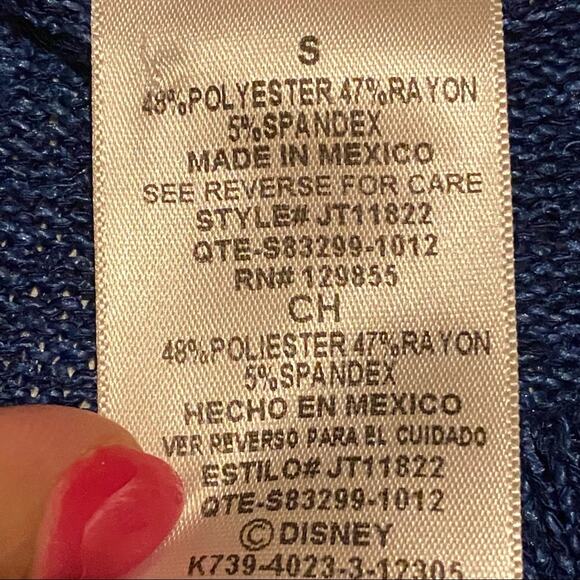 S
48%POLYESTER 47%RAYON
5%SPANDEX
MADE IN MEXICO
SEE REVERSE FOR CARE
STYLE# JT11822
QTE-S83299-1012
RN# 129855
CH
48%POLIESTER 47%RAYON
5%SPANDEX
HECHO EN MEXICO
VER REVERSO PARA EL CUIDADO
ESTILO# JT11822
QTE-S83299-1012
©DISNEY
K739-4023-3-12305